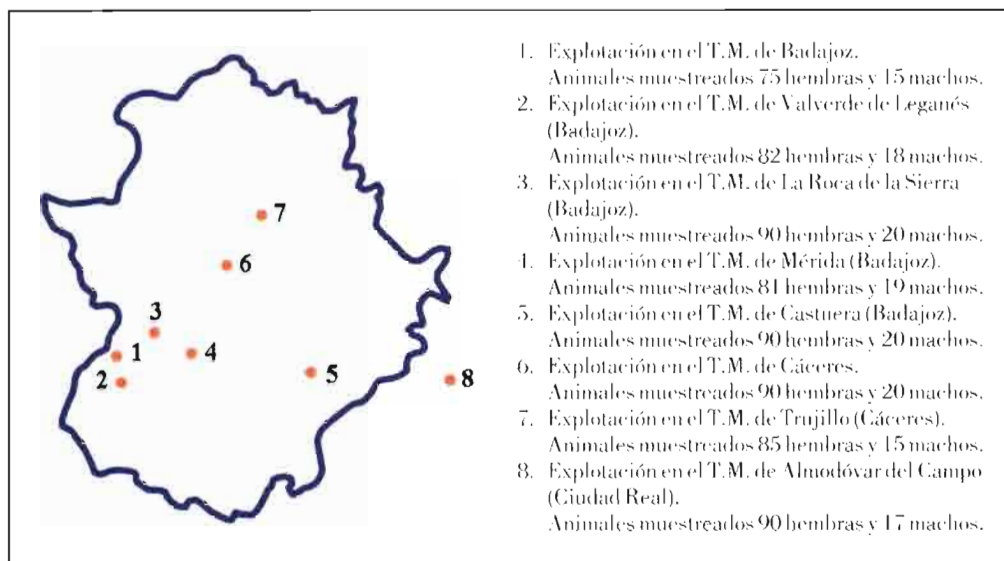 1. Explotación en el T.M. de Badajoz.
Animales muestreados 75 hembras y 15 machos.
2. Explotación en el T.M. de Valverde de Leganés
(Badajoz).
Animales muestreados 82 hembras y 18 machos.
3. Explotación en el T.M. de La Roca de la Sierra
(Badajoz).
Animales muestreados 90 hembras y 20 machos.
4. Explotación en el T.M. de Mérida (Badajoz).
Animales muestreados 81 hembras y 19 machos.
5. Explotación en el T.M. de Castuera (Badajoz).
Animales muestreados 90 hembras y 20 machos.
6. Explotación en el T.M. de Cáceres.
Animales muestreados 90 hembras y 20 machos.
7. Explotación en el T.M. de Trujillo (Cáceres).
Animales muestreados 85 hembras y 15 machos.
8. Explotación en el T.M. de Almodóvar del Campo
(Ciudad Real).
Animales muestreados 90 hembras y 17 machos.
7
6
3
1
4
2
5
8